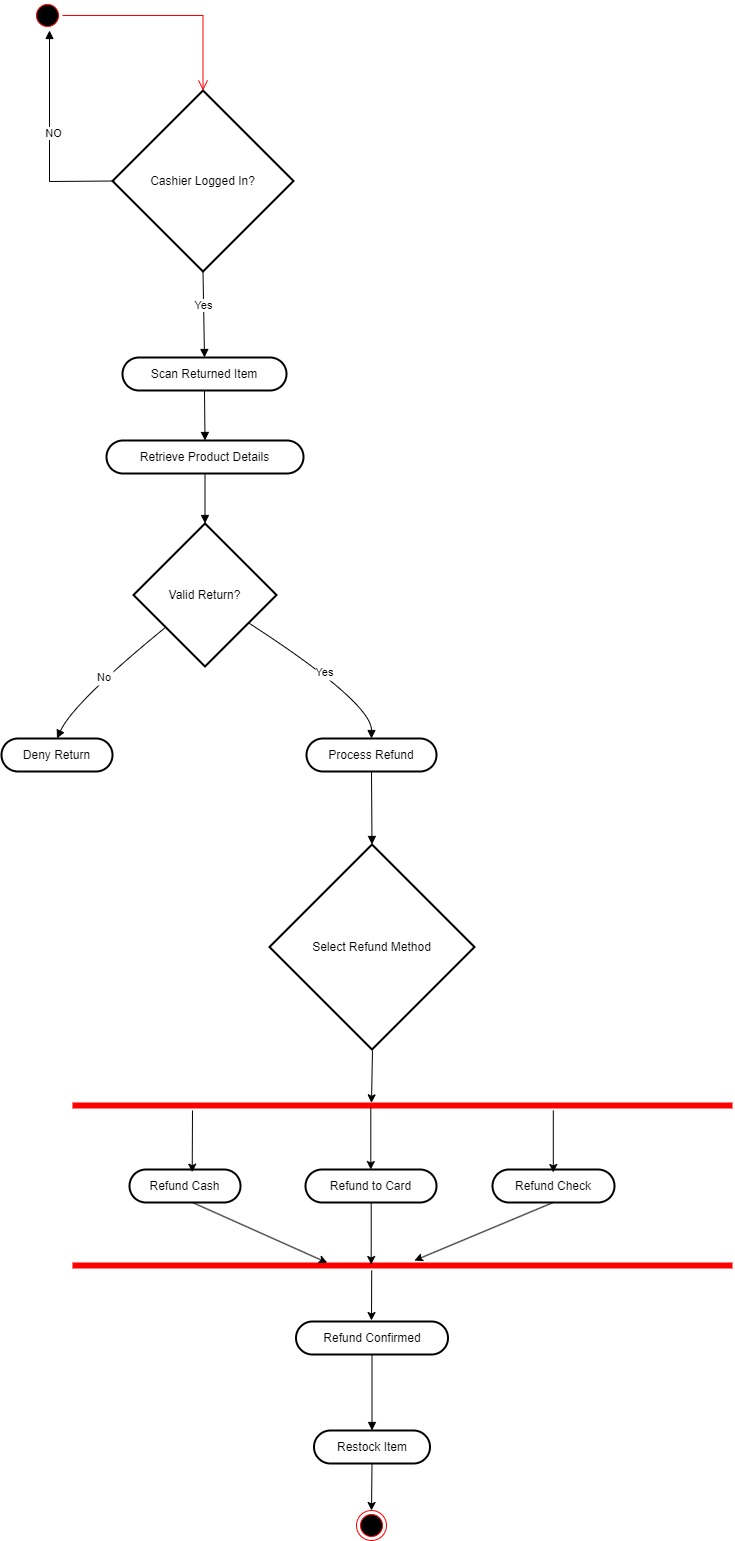 NO
Cashier Logged In?
Yes
Scan Returned Item
Retrieve Product Details
Valid Return?
No
Yes
Deny Return
Process Refund
Select Refund Method
Refund Cash
Refund to Card
Refund Check
Refund Confirmed
Restock Item